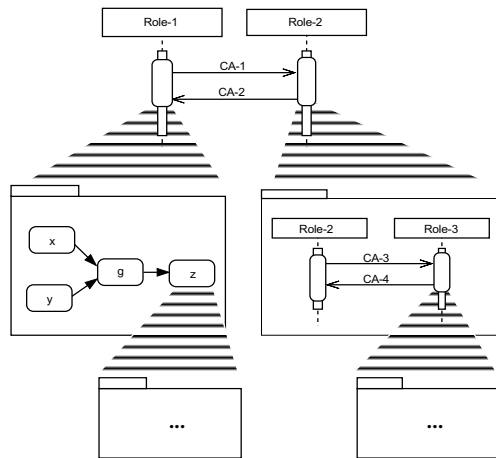 Role-1 Role-2
CA-1
CA-2
Role-2 Role-3
x
g
z
y
CA-3
CA-4
...
...